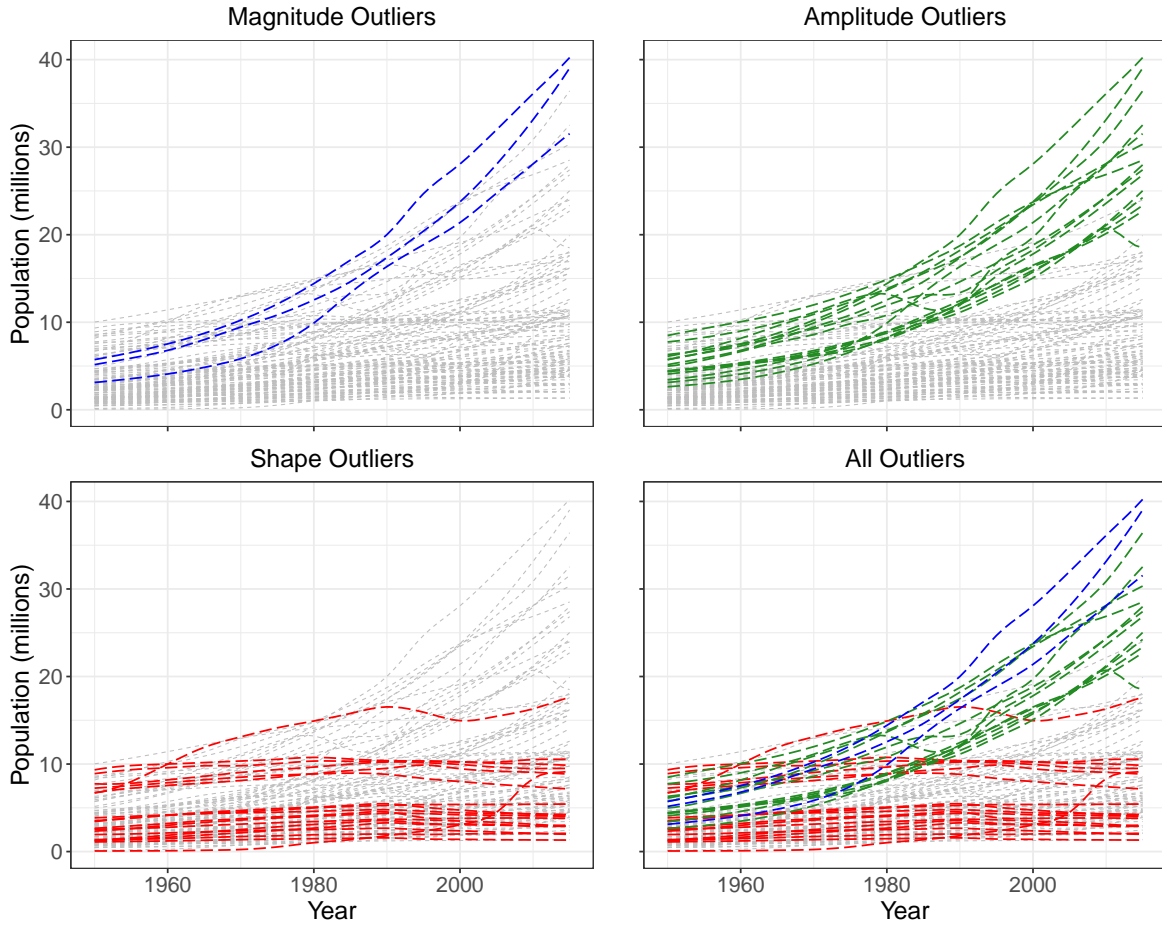 Magnitude Outliers
Amplitude Outliers
Population (millions)
40
30
20
10
0
Shape Outliers
All Outliers
Population (millions)
40
30
20
10
0
1960
1980
2000
1960
1980
2000
Year
Year